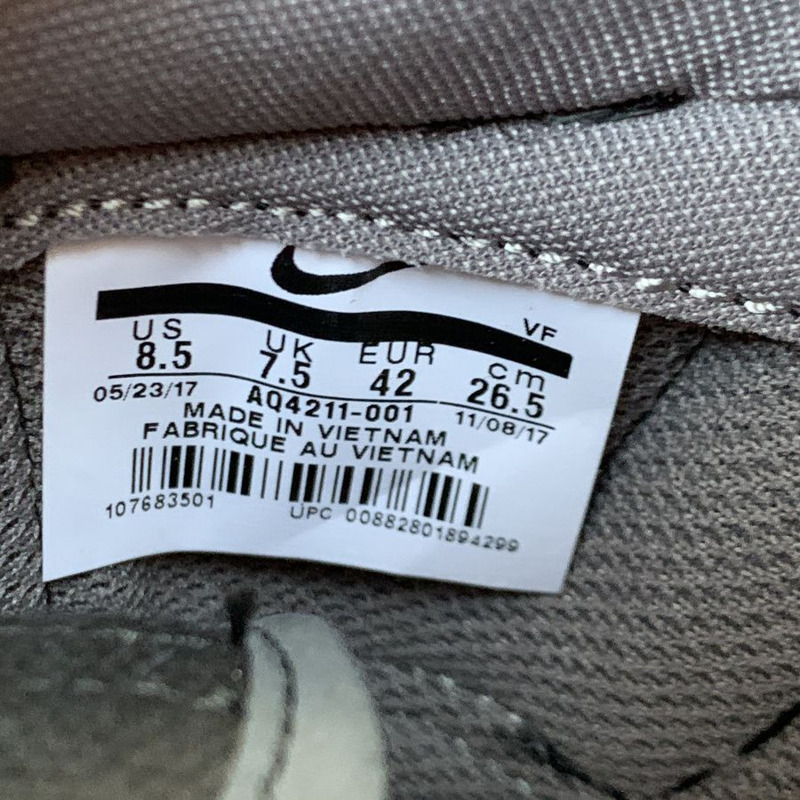 VF
US UK EUR cm
8.5 7.5 42 26.5
05/23/17 AQ4211-001 11/08/17
MADE IN VIETNAM
FABRIQUE AU VIETNAM
107683501 UPC 00882801894299